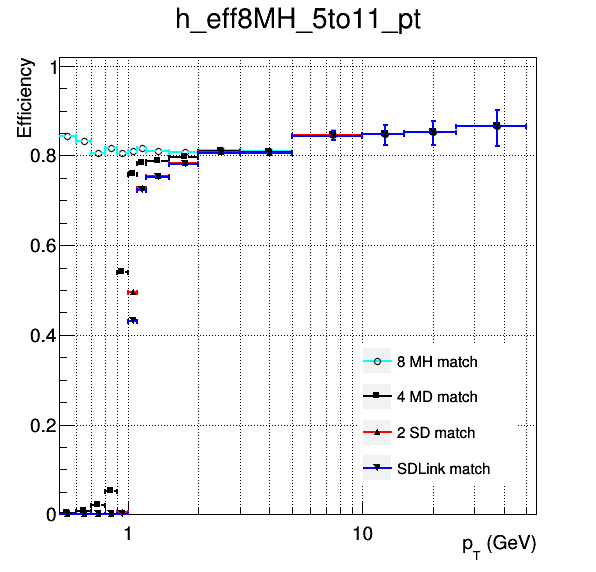 h_eff8MH_5to11_pt
Efficiency
1
0.8
0.6
0.4
0.2
0
8 MH match
4 MD match
2 SD match
SDLink match
1
10
p_T (GeV)